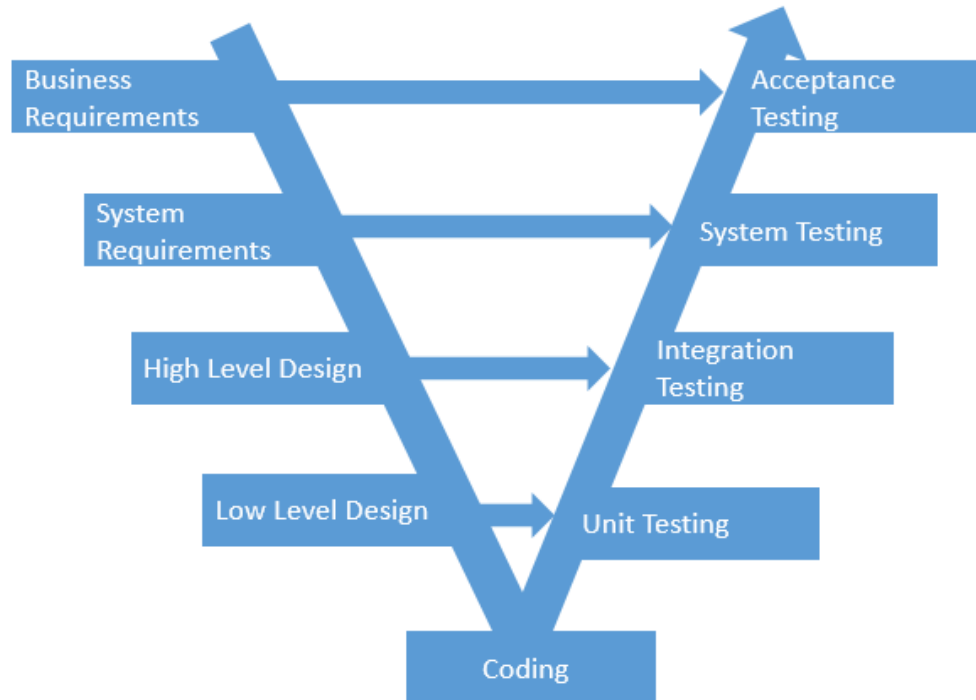 Business
Requirements
Acceptance
Testing
System
Requirements
System Testing
High Level Design
Integration
Testing
Low Level Design
Unit Testing
Coding